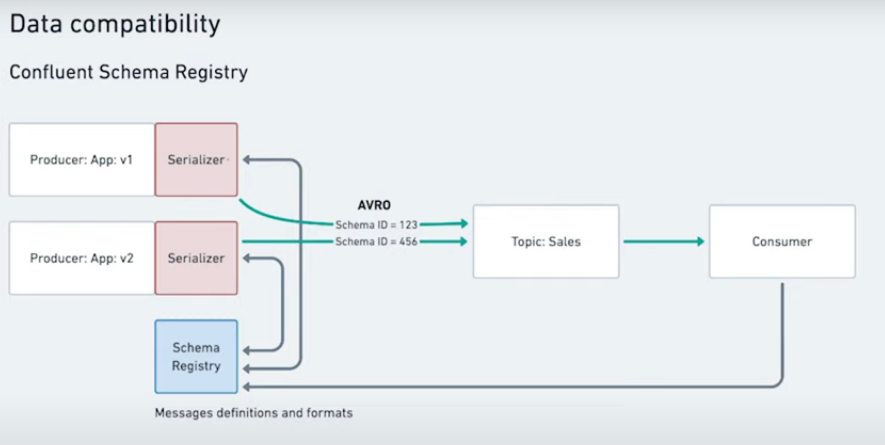 Data compatibility
Confluent Schema Registry
Producer: App: v1
Serializer
AVRO
Schema ID = 123
Schema ID = 456
Producer: App: v2
Serializer
Topic: Sales
Consumer
Schema
Registry
Messages definitions and formats